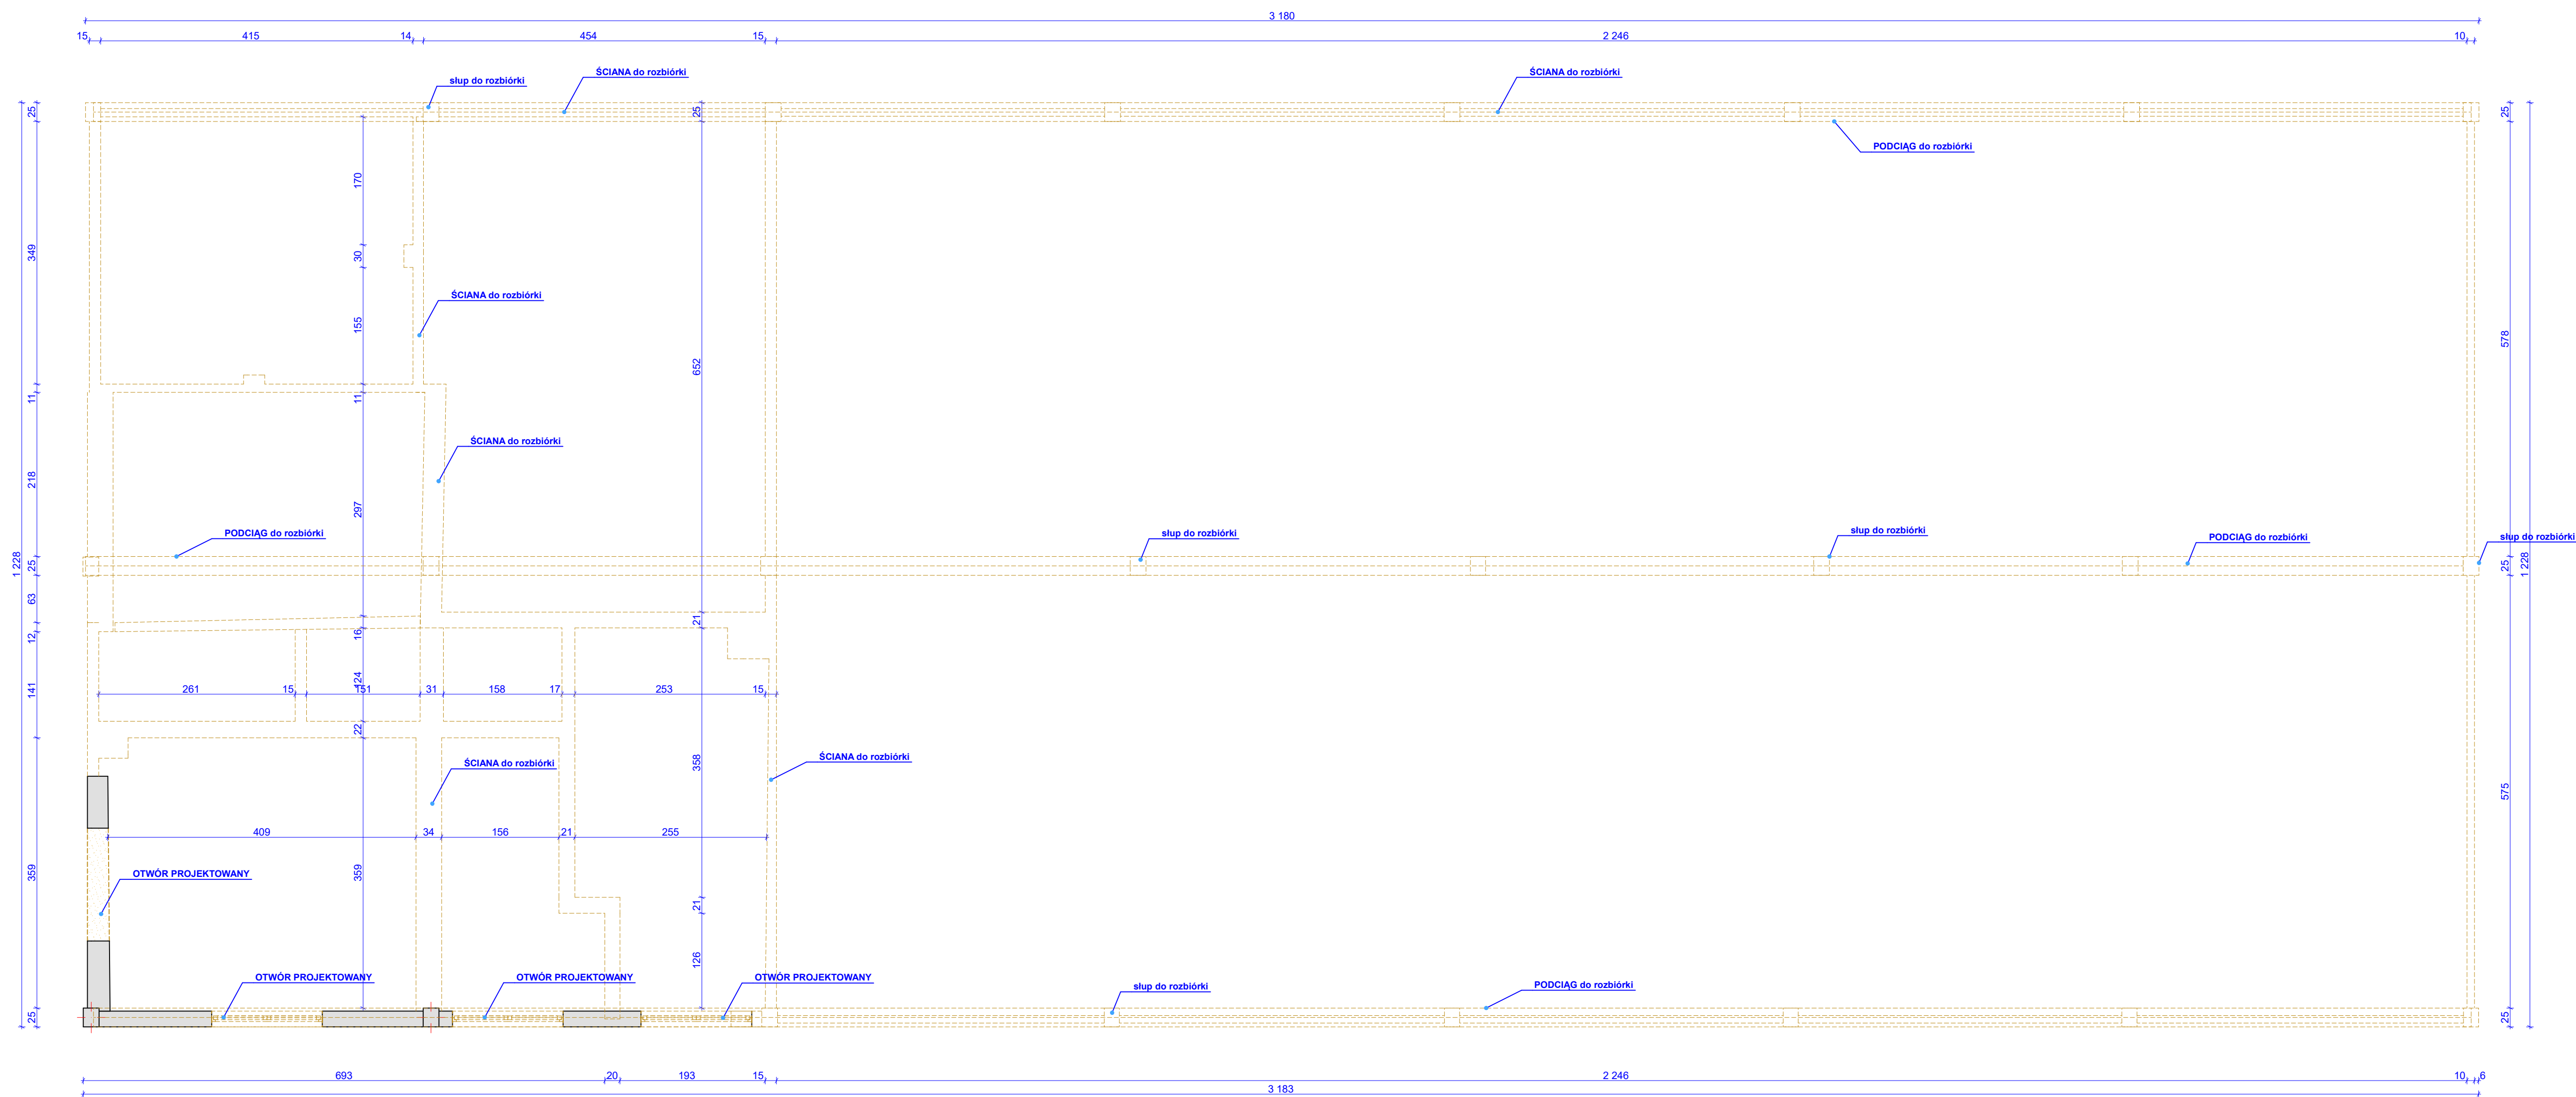 3 180
15 415 14 454 15 2 246 10
słup do rozbiórki
ŚCIANA do rozbiórki
ŚCIANA do rozbiórki
25
25
25
PODCIĄG do rozbiórki
170
349
30
ŚCIANA do rozbiórki
155
652
578
11
11
ŚCIANA do rozbiórki
218
297
PODCIĄG do rozbiórki
słup do rozbiórki
słup do rozbiórki
PODCIĄG do rozbiórki
słup do rozbiórki
1 228
25
25
1 228
63
21
12
16
141
124
261 15 151 31 158 17 253 15
22
ŚCIANA do rozbiórki
ŚCIANA do rozbiórki
358
575
409 34 156 21 255
359
359
OTWÓR PROJEKTOWANY
21
126
OTWÓR PROJEKTOWANY
OTWÓR PROJEKTOWANY
OTWÓR PROJEKTOWANY
słup do rozbiórki
PODCIĄG do rozbiórki
25
25
693 20 193 15 2 246 10 6
3 183